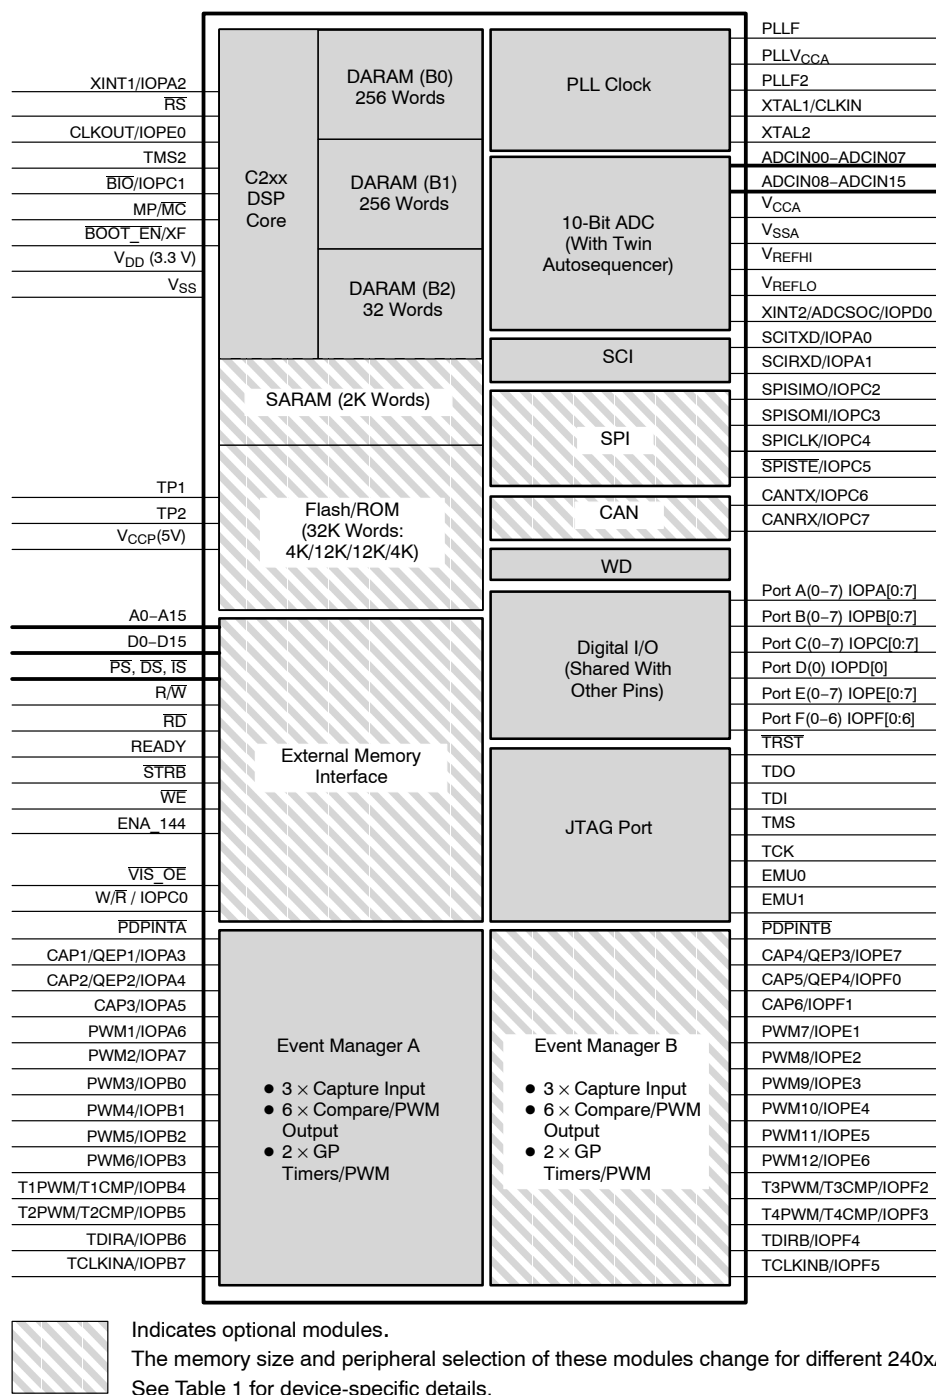 XINT1/IOPA2
RS
CLKOUT/IOPE0
TMS2
BIO/IOPC1
MP/MC
BOOT_EN/XF
VDD (3.3 V)
VSS
TP1
TP2
VCCP(5V)
A0–A15
D0–D15
PS, DS, IS
R/W
RD
READY
STRB
WE
ENA_144
VIS_OE
W/R / IOPC0
PDPINTA
CAP1/QEP1/IOPA3
CAP2/QEP2/IOPA4
CAP3/IOPA5
PWM1/IOPA6
PWM2/IOPA7
PWM3/IOPB0
PWM4/IOPB1
PWM5/IOPB2
PWM6/IOPB3
T1PWM/T1CMP/IOPB4
T2PWM/T2CMP/IOPB5
TDIRA/IOPB6
TCLKINA/IOPB7
C2xx
DSP
Core
DARAM (B0)
256 Words
DARAM (B1)
256 Words
DARAM (B2)
32 Words
SARAM (2K Words)
Flash/ROM
(32K Words:
4K/12K/12K/4K)
External Memory
Interface
Event Manager A
● 3 × Capture Input
● 6 × Compare/PWM
Output
● 2 × GP
Timers/PWM
PLL Clock
10-Bit ADC
(With Twin
Autosequencer)
SCI
SPI
CAN
WD
Digital I/O
(Shared With
Other Pins)
JTAG Port
Event Manager B
● 3 × Capture Input
● 6 × Compare/PWM
Output
● 2 × GP
Timers/PWM
PLLF
PLLVCCA
PLLF2
XTAL1/CLKIN
XTAL2
ADCIN00–ADCIN07
ADCIN08–ADCIN15
VCCA
VSSA
VREFHI
VREFLO
XINT2/ADCSOC/IOPD0
SCITXD/IOPA0
SCIRXD/IOPA1
SPISIMO/IOPC2
SPISOMI/IOPC3
SPICLK/IOPC4
SPISTE/IOPC5
CANTX/IOPC6
CANRX/IOPC7
Port A(0–7) IOPA[0:7]
Port B(0–7) IOPB[0:7]
Port C(0–7) IOPC[0:7]
Port D(0) IOPD[0]
Port E(0–7) IOPE[0:7]
Port F(0–6) IOPF[0:6]
TRST
TDO
TDI
TMS
TCK
EMU0
EMU1
PDPINTB
CAP4/QEP3/IOPE7
CAP5/QEP4/IOPF0
CAP6/IOPF1
PWM7/IOPE1
PWM8/IOPE2
PWM9/IOPE3
PWM10/IOPE4
PWM11/IOPE5
PWM12/IOPE6
T3PWM/T3CMP/IOPF2
T4PWM/T4CMP/IOPF3
TDIRB/IOPF4
TCLKINB/IOPF5
Indicates optional modules.
The memory size and peripheral selection of these modules change for different 240x
See Table 1 for device-specific details.